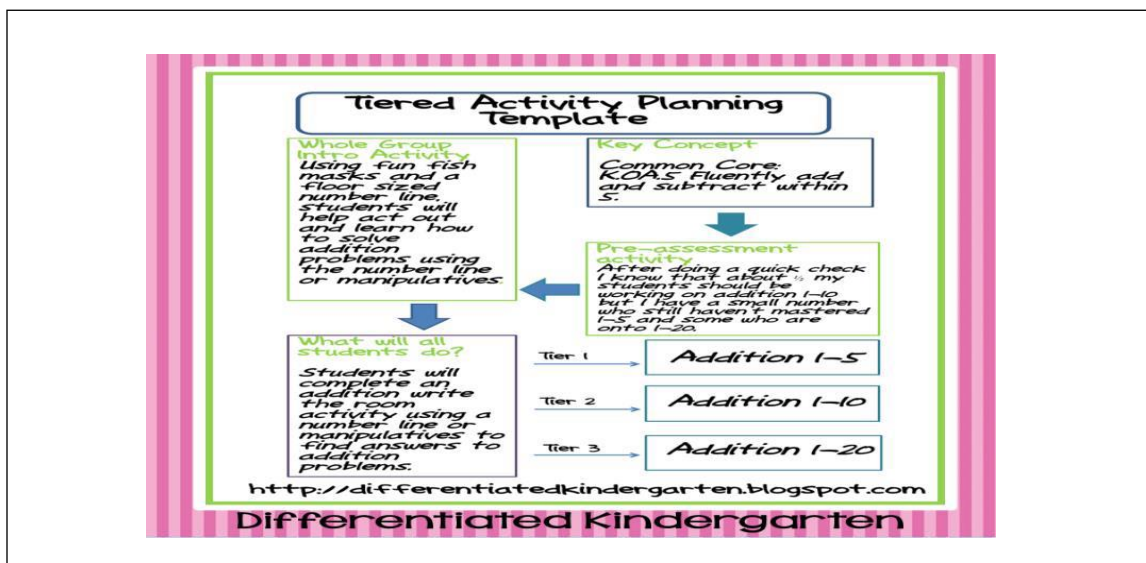 Tiered Activity Planning
Template
Key Concept
Common Core:
K.OA.5 Fluently add
and subtract within
5.
Pre-assessment
activity
After doing a quick check
I know that about ½ my
students should be
working on addition 1-10
but I have a small number
who still haven't mastered
1-5 and some who are
onto 1-20.
Whole Group
Intro Activity
Using fun fish
masks and a
floor sized
number line,
students will
help act out
and learn how
to solve
addition
problems using
the number line
or manipulatives.
What will all
students do?
Students will
complete an
addition write
the room
activity using a
number line or
manipulatives to
find answers to
addition
problems.
Tier 1
Addition 1-5
Tier 2
Addition 1-10
Tier 3
Addition 1-20
http://differentiatedkindergarten.blogspot.com
Differentiated Kindergarten